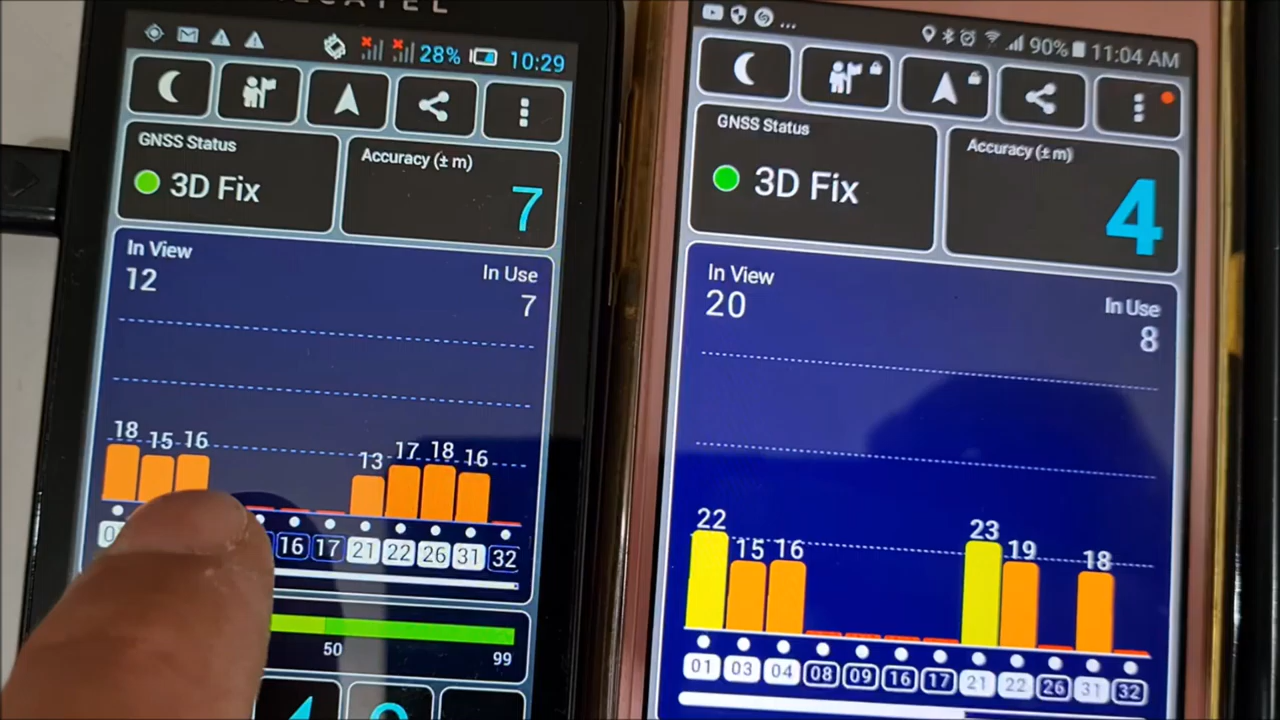 28% 10:29
GNSS Status
3D Fix
Accuracy (± m)
7
In View
12
In Use
7
18 15 16 13 17 18 16
16 17 21 22 26 31 32
50 99
... 90% 11:04 AM
GNSS Status
3D Fix
Accuracy (± m)
4
In View
20
In Use
8
22 15 16 23 19 18
01 03 04 08 09 16 17 21 22 26 31 32